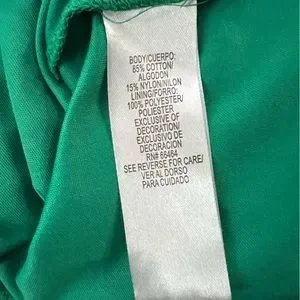 BODY/CUERPO:
85% COTTON/
ALGODON
15% NYLON/NILON
LINING/FORRO:
100% POLYESTER/
POLIESTER
EXCLUSIVE OF
DECORATION/
EXCLUSIVO DE
DECORACION
RN# 66464
SEE REVERSE FOR CARE/
VER AL DORSO
PARA CUIDADO